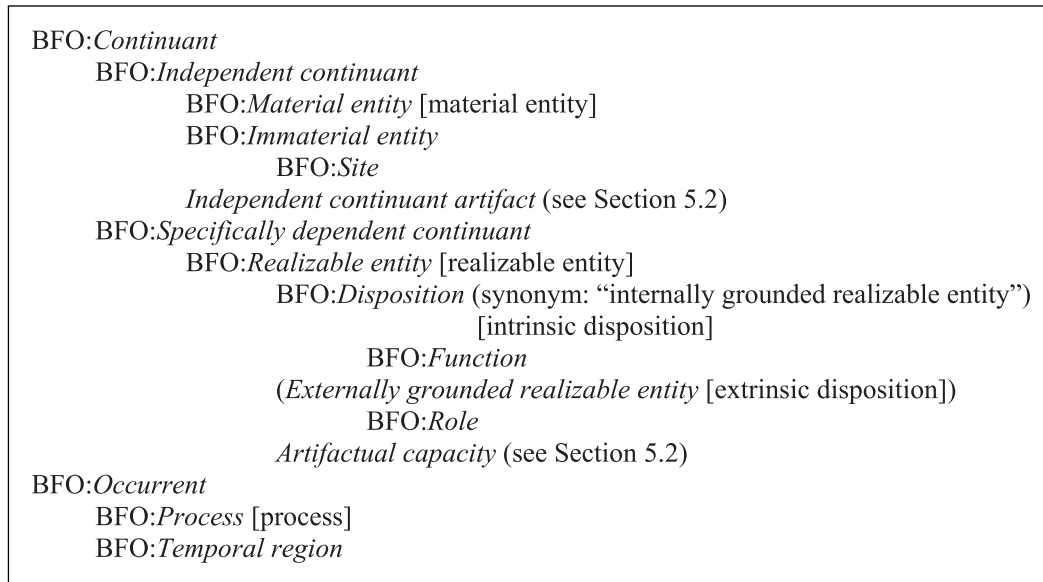 BFO:Continuant
BFO:Independent continuant
BFO:Material entity [material entity]
BFO:Immaterial entity
BFO:Site
Independent continuant artifact (see Section 5.2)
BFO:Specifically dependent continuant
BFO:Realizable entity [realizable entity]
BFO:Disposition (synonym: “internally grounded realizable entity”)
[intrinsic disposition]
BFO:Function
(Externally grounded realizable entity [extrinsic disposition])
BFO:Role
Artifactual capacity (see Section 5.2)
BFO:Occurrent
BFO:Process [process]
BFO:Temporal region